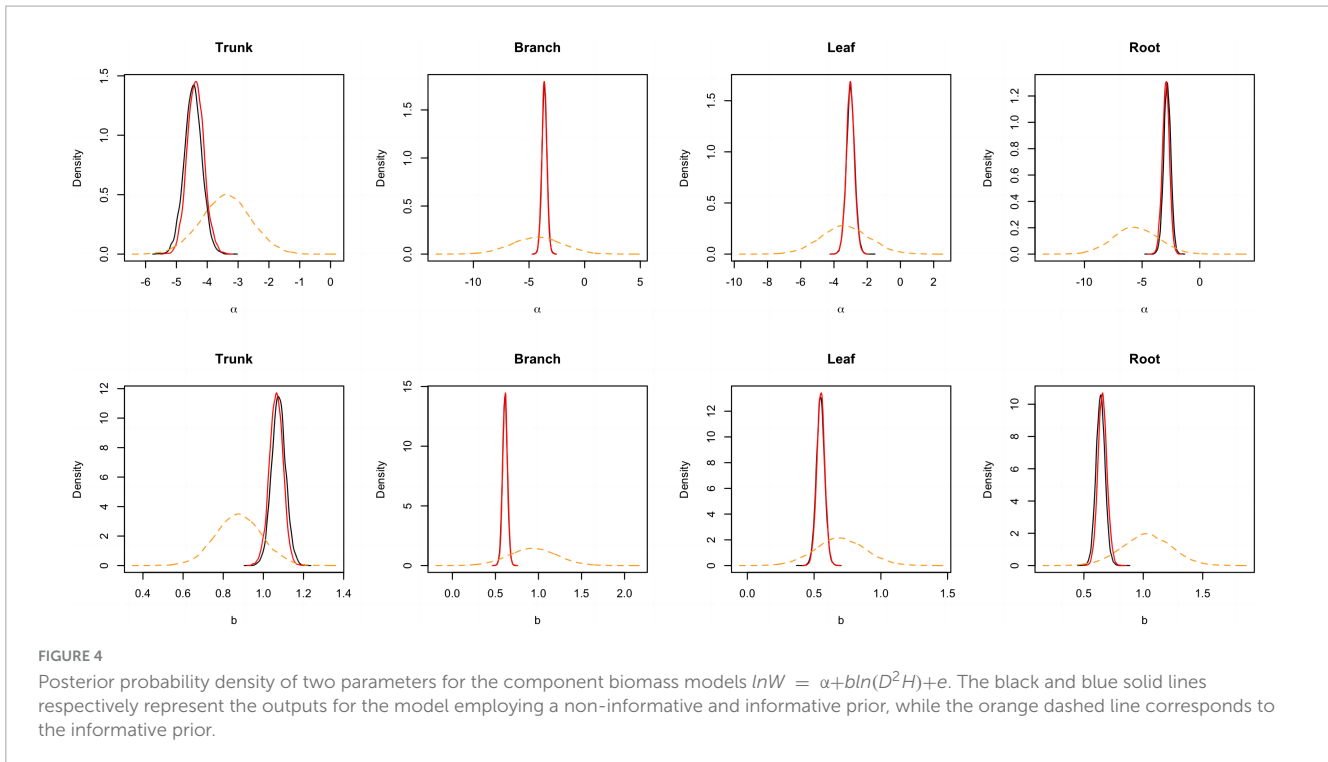 Trunk
Branch
Leaf
Root
Density
0.0 0.5 1.0 1.5
-6 -5 -4 -3 -2 -1 0
α
Density
0.0 0.5 1.0 1.5
-10 -5 0 5
α
Density
0.0 0.5 1.0 1.5
-10 -8 -6 -4 -2 0 2
α
Density
0.0 0.2 0.4 0.6 0.8 1.0 1.2
-10 -5 0
α
Trunk
Branch
Leaf
Root
Density
0 2 4 6 8 10 12
0.4 0.6 0.8 1.0 1.2 1.4
b
Density
0 5 10 15
0.0 0.5 1.0 1.5 2.0
b
Density
0 2 4 6 8 10 12
0.0 0.5 1.0 1.5
b
Density
0 2 4 6 8 10
0.5 1.0 1.5
b
FIGURE 4
Posterior probability density of two parameters for the component biomass models lnW = α+bln(D²H)+e. The black and blue solid lines
respectively represent the outputs for the model employing a non-informative and informative prior, while the orange dashed line corresponds to
the informative prior.